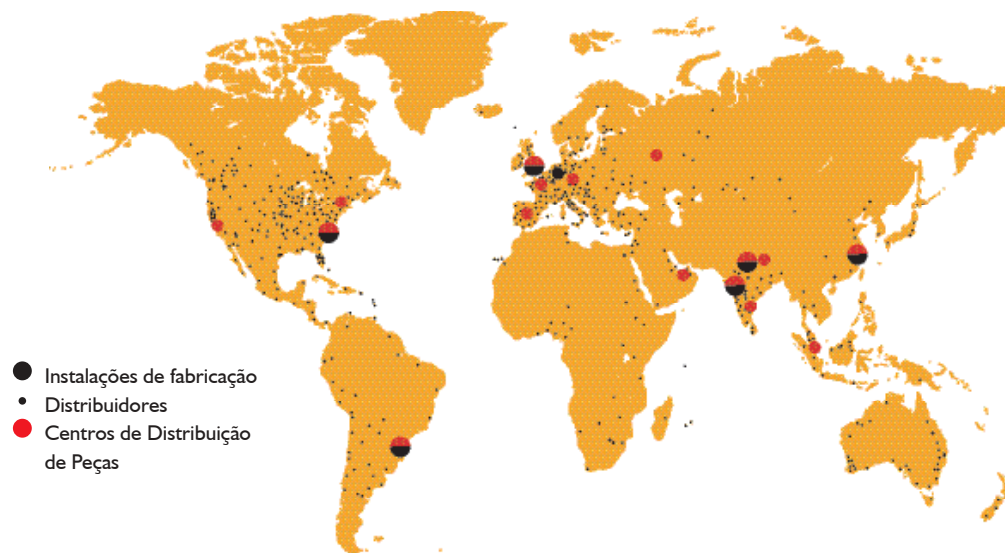 Instalações de fabricação
Distribuidores
Centros de Distribuição
de Peças